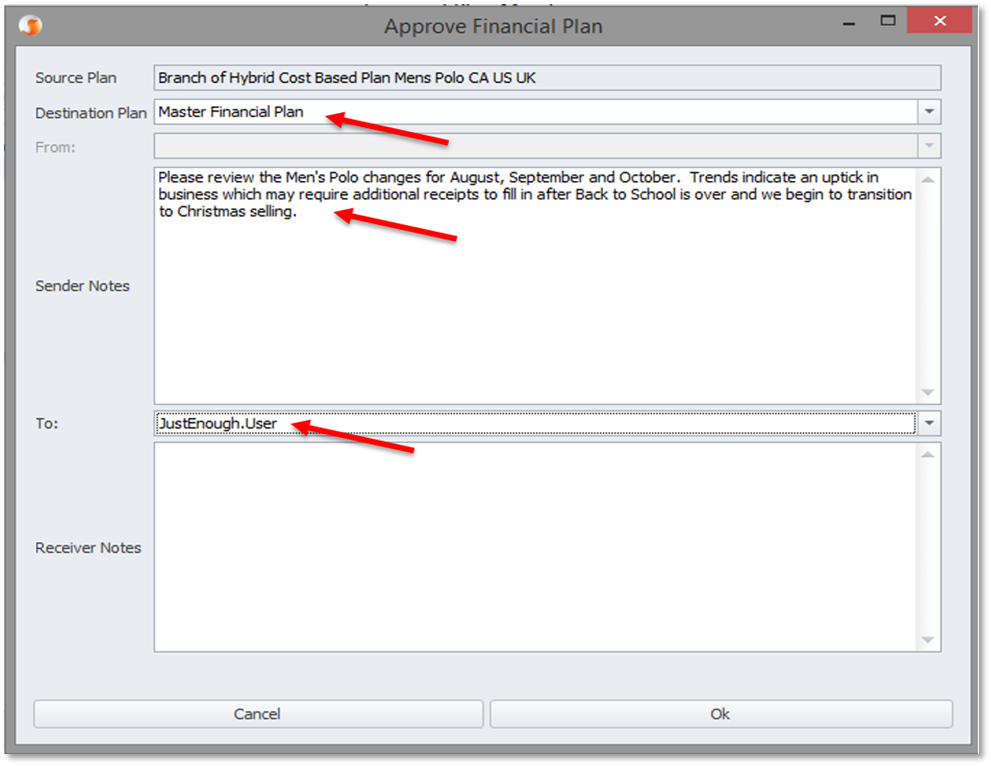 Approve Financial Plan
Source Plan Branch of Hybrid Cost Based Plan Mens Polo CA US UK
Destination Plan Master Financial Plan
From:
Please review the Men's Polo changes for August, September and October. Trends indicate an uptick in
business which may require additional receipts to fill in after Back to School is over and we begin to transition
to Christmas selling.
Sender Notes
To: JustEnough.User
Receiver Notes
Cancel Ok